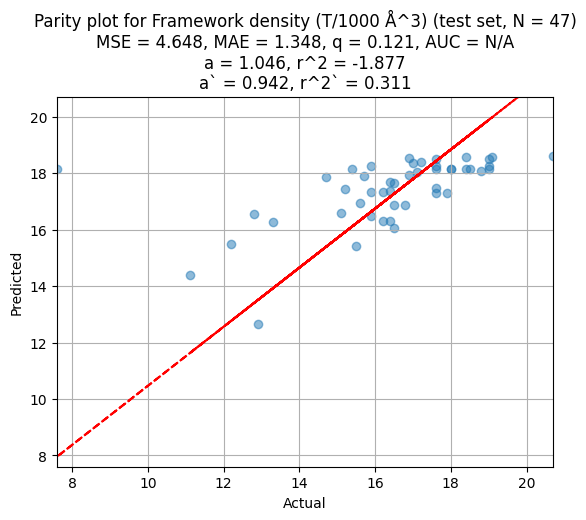 Parity plot for Framework density (T/1000 Å^3) (test set, N = 47)
MSE = 4.648, MAE = 1.348, q = 0.121, AUC = N/A
a = 1.046, r^2 = -1.877
a` = 0.942, r^2` = 0.311
20
18
16
14
12
10
8
Predicted
8 10 12 14 16 18 20
Actual